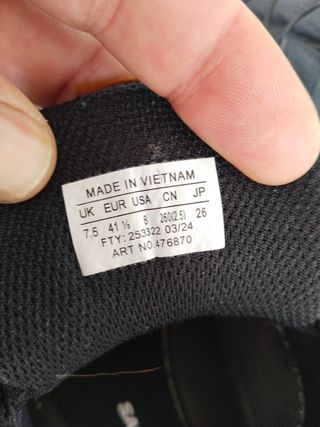 MADE IN VIETNAM
UK EUR USA CN JP
7.5 41 ⅓ 8 260(2.5) 26
FTY: 253322 03/24
ART NO.476870